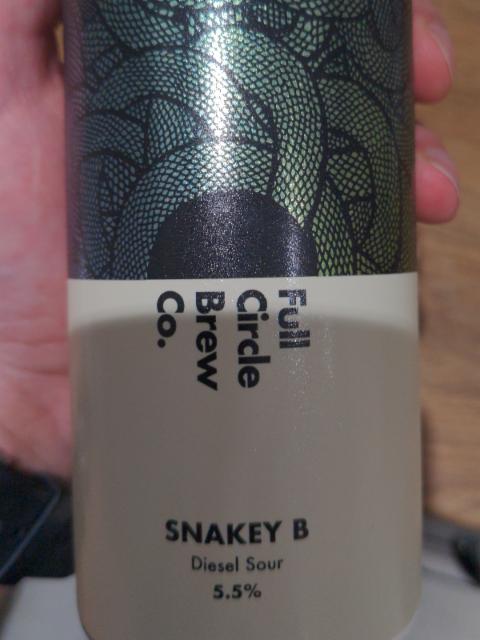 Full
Circle
Brew
Co.
SNAKEY B
Diesel Sour
5.5%